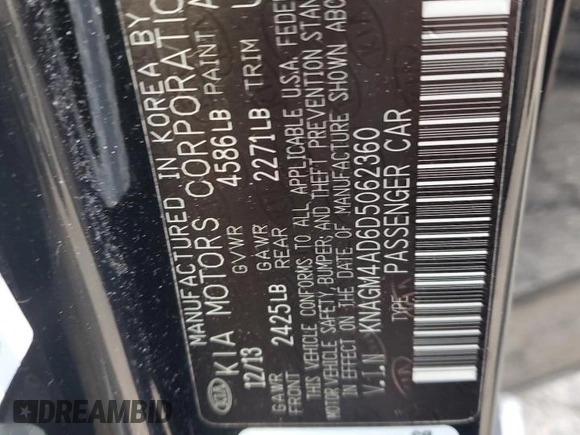 MANUFACTURED IN KOREA BY
KIA KIA MOTORS CORPORATIO
12/13 GVWR 4586LB PAINT A
GAWR FRONT 2425LB GAWR REAR 2271LB TRIM
THIS VEHICLE CONFORMS TO ALL APPLICABLE U.S.A. FEDE
MOTOR VEHICLE SAFETY, BUMPER, AND THEFT PREVENTION STAN
IN EFFECT ON THE DATE OF MANUFACTURE SHOWN ABO
V.I.N KNAGM4AD6D5062360
TYPE PASSENGER CAR
DREAMBID